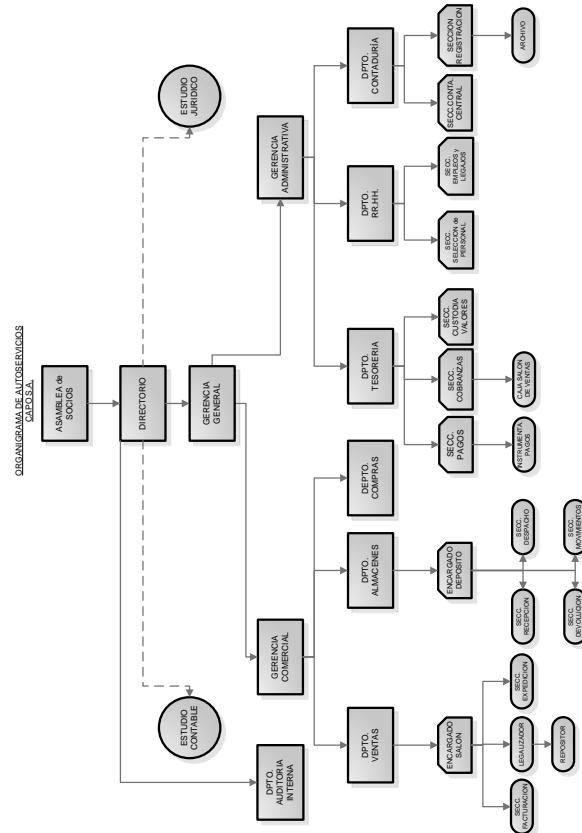 ORGANIGRAMA DE AUTOSERVICIOS
CAPO S.A.
ASAMBLEA de
SOCIOS
DIRECTORIO
ESTUDIO
CONTABLE
ESTUDIO
JURIDICO
GERENCIA
GENERAL
DPTO.
AUDITORIA
INTERNA
GERENCIA
COMERCIAL
GERENCIA
ADMINISTRATIVA
DPTO.
VENTAS
DPTO.
ALMACENES
DEPTO.
COMPRAS
DPTO.
TESORERIA
DPTO.
RR.HH.
DPTO.
CONTADURÍA
ENCARGADO
SALON
ENCARGADO
DEPOSITO
SECC.
PAGOS
SECC.
COBRANZAS
SECC.
CUSTODIA
VALORES
SECC.
SELECCION de
PERSONAL
SECC.
EMPLEOS y
LEGAJOS
SECC.CONTA.
CENTRAL
SECCION
REGISTRACION
SECC.
FACTURACION
LEGALIZADOR
SECC.
EXPEDICION
SECC.
RECEPCION
SECC.
DESPACHO
INSTRUMENTA.
PAGOS
CAJA SALON
DE VENTAS
ARCHIVO
REPOSITOR
SECC.
DEVOLUCION
SECC.
MOVIMIENTOS